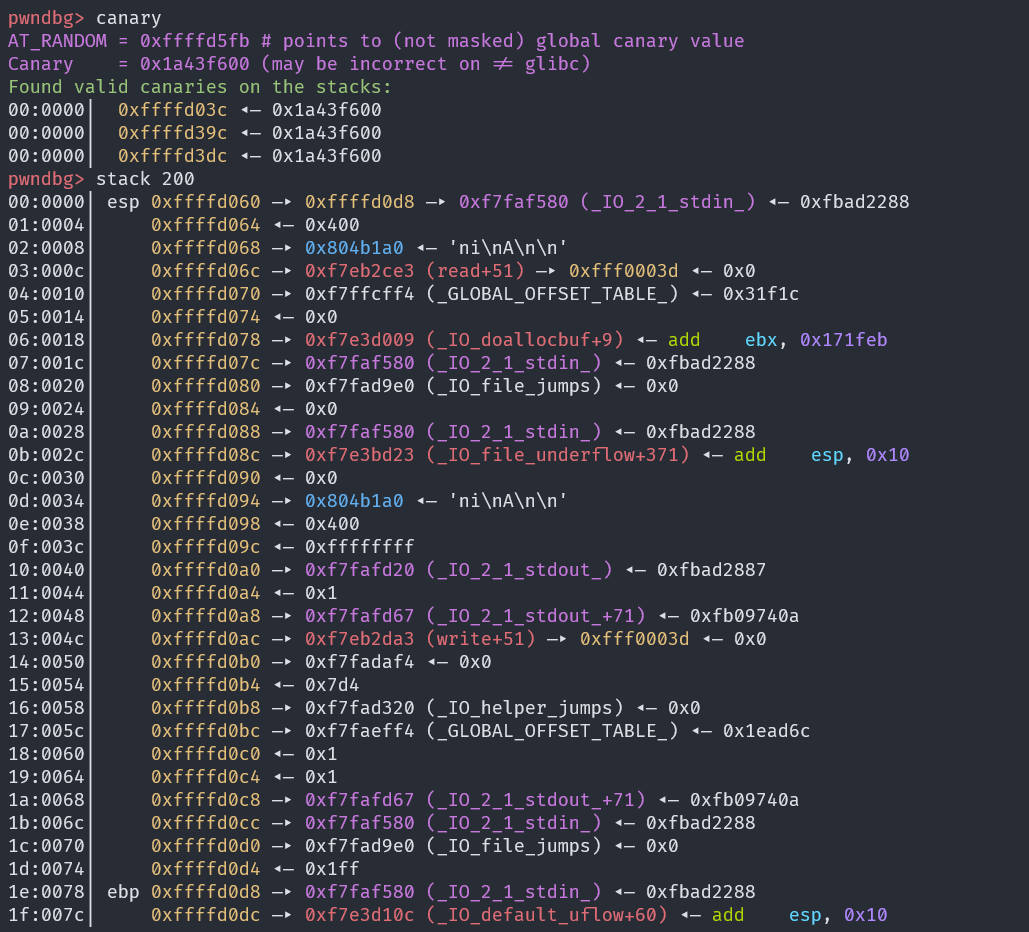 pwndbg> canary
AT_RANDOM = 0xffffd5fb # points to (not masked) global canary value
Canary    = 0x1a43f600 (may be incorrect on ≠ glibc)
Found valid canaries on the stacks:
00:0000│  0xffffd03c ◂— 0x1a43f600
00:0000│  0xffffd39c ◂— 0x1a43f600
00:0000│  0xffffd3dc ◂— 0x1a43f600
pwndbg> stack 200
00:0000│ esp 0xffffd060 —▸ 0xffffd0d8 —▸ 0xf7faf580 (_IO_2_1_stdin_) ◂— 0xfbad2288
01:0004│     0xffffd064 ◂— 0x400
02:0008│     0xffffd068 —▸ 0x804b1a0 ◂— 'ni\nA\n\n'
03:000c│     0xffffd06c —▸ 0xf7eb2ce3 (read+51) —▸ 0xfff0003d ◂— 0x0
04:0010│     0xffffd070 —▸ 0xf7ffcff4 (_GLOBAL_OFFSET_TABLE_) ◂— 0x31f1c
05:0014│     0xffffd074 ◂— 0x0
06:0018│     0xffffd078 —▸ 0xf7e3d009 (_IO_doallocbuf+9) ◂— add    ebx, 0x171feb
07:001c│     0xffffd07c —▸ 0xf7faf580 (_IO_2_1_stdin_) ◂— 0xfbad2288
08:0020│     0xffffd080 —▸ 0xf7fad9e0 (_IO_file_jumps) ◂— 0x0
09:0024│     0xffffd084 ◂— 0x0
0a:0028│     0xffffd088 —▸ 0xf7faf580 (_IO_2_1_stdin_) ◂— 0xfbad2288
0b:002c│     0xffffd08c —▸ 0xf7e3bd23 (_IO_file_underflow+371) ◂— add    esp, 0x10
0c:0030│     0xffffd090 ◂— 0x0
0d:0034│     0xffffd094 —▸ 0x804b1a0 ◂— 'ni\nA\n\n'
0e:0038│     0xffffd098 ◂— 0x400
0f:003c│     0xffffd09c ◂— 0xffffffff
10:0040│     0xffffd0a0 —▸ 0xf7fafd20 (_IO_2_1_stdout_) ◂— 0xfbad2887
11:0044│     0xffffd0a4 ◂— 0x1
12:0048│     0xffffd0a8 —▸ 0xf7fafd67 (_IO_2_1_stdout_+71) ◂— 0xfb09740a
13:004c│     0xffffd0ac —▸ 0xf7eb2da3 (write+51) —▸ 0xfff0003d ◂— 0x0
14:0050│     0xffffd0b0 —▸ 0xf7fadaf4 ◂— 0x0
15:0054│     0xffffd0b4 ◂— 0x7d4
16:0058│     0xffffd0b8 —▸ 0xf7fad320 (_IO_helper_jumps) ◂— 0x0
17:005c│     0xffffd0bc —▸ 0xf7faeff4 (_GLOBAL_OFFSET_TABLE_) ◂— 0x1ead6c
18:0060│     0xffffd0c0 ◂— 0x1
19:0064│     0xffffd0c4 ◂— 0x1
1a:0068│     0xffffd0c8 —▸ 0xf7fafd67 (_IO_2_1_stdout_+71) ◂— 0xfb09740a
1b:006c│     0xffffd0cc —▸ 0xf7faf580 (_IO_2_1_stdin_) ◂— 0xfbad2288
1c:0070│     0xffffd0d0 —▸ 0xf7fad9e0 (_IO_file_jumps) ◂— 0x0
1d:0074│     0xffffd0d4 ◂— 0x1ff
1e:0078│ ebp 0xffffd0d8 —▸ 0xf7faf580 (_IO_2_1_stdin_) ◂— 0xfbad2288
1f:007c│     0xffffd0dc —▸ 0xf7e3d10c (_IO_default_uflow+60) ◂— add    esp, 0x10